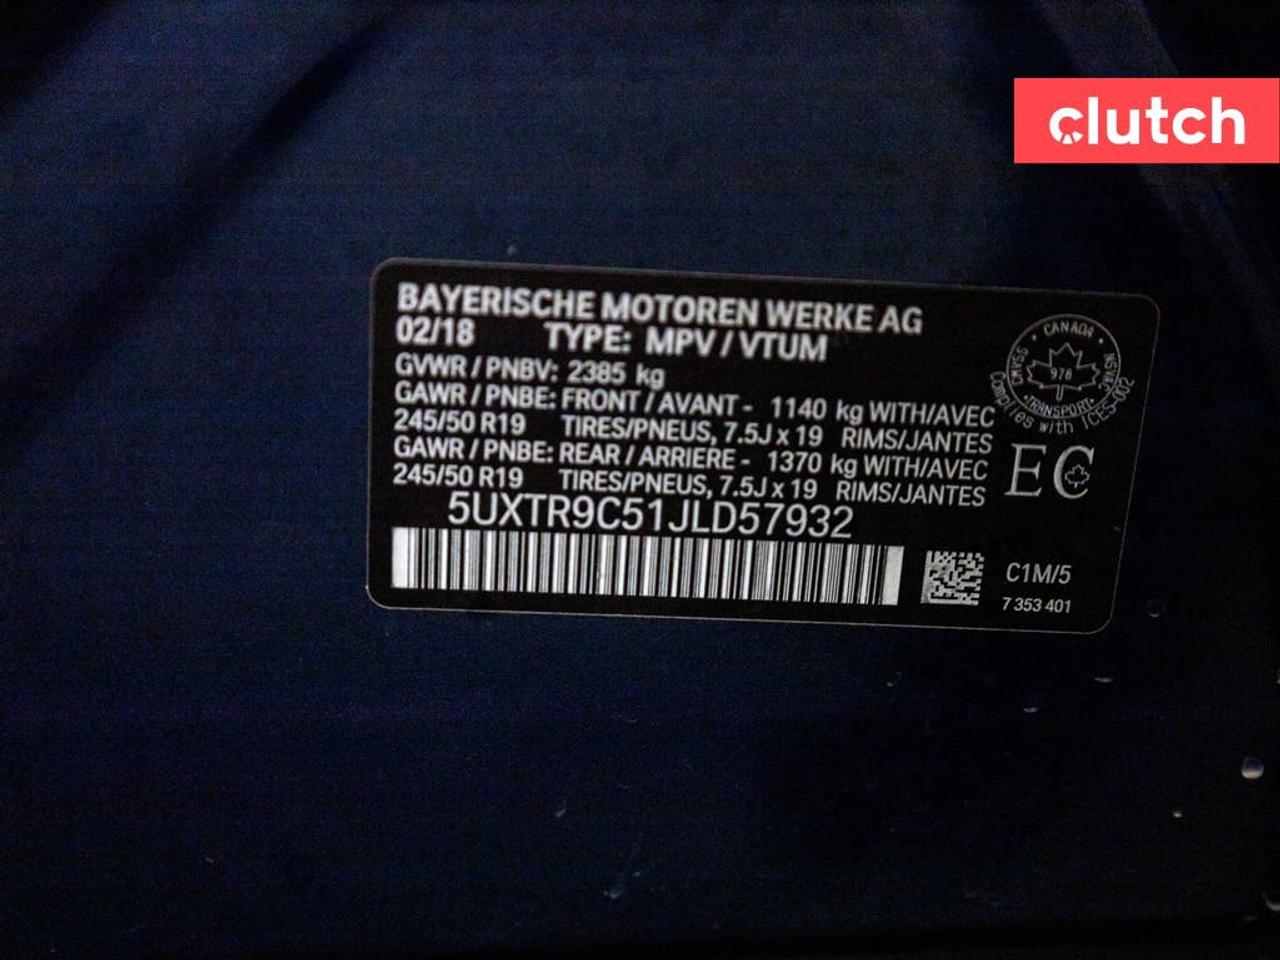 clutch
BAYERISCHE MOTOREN WERKE AG
02/18 TYPE: MPV / VTUM
GVWR / PNBV: 2385 kg
GAWR / PNBE: FRONT / AVANT - 1140 kg WITH/AVEC
245/50 R19 TIRES/PNEUS, 7.5J x 19 RIMS/JANTES
GAWR / PNBE: REAR / ARRIERE - 1370 kg WITH/AVEC
245/50 R19 TIRES/PNEUS, 7.5J x 19 RIMS/JANTES
5UXTR9C51JLD57932
CANADA
CMVSS
978
NSVAC
TRANSPORT
Complies with ICES-002
EC
C1M/5
7 353 401